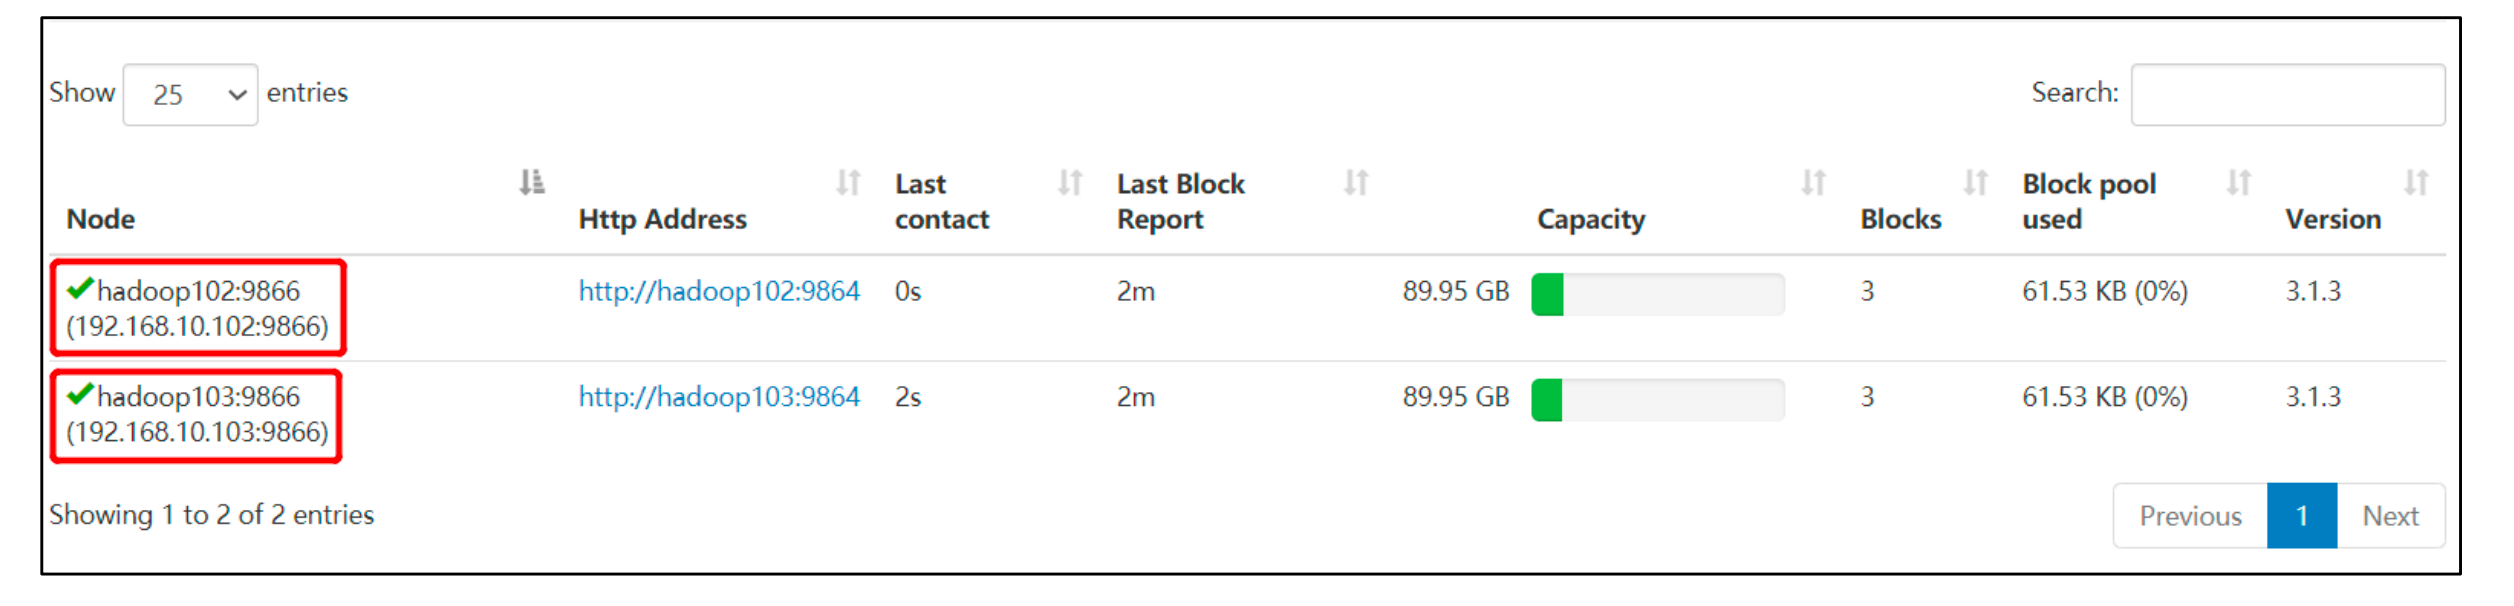 Show 25 entries Search:
Node Http Address Last contact Last Block Report Capacity Blocks Block pool used Version
hadoop102:9866 http://hadoop102:9864 0s 2m 89.95 GB 3 61.53 KB (0%) 3.1.3
(192.168.10.102:9866)
hadoop103:9866 http://hadoop103:9864 2s 2m 89.95 GB 3 61.53 KB (0%) 3.1.3
(192.168.10.103:9866)
Showing 1 to 2 of 2 entries Previous 1 Next